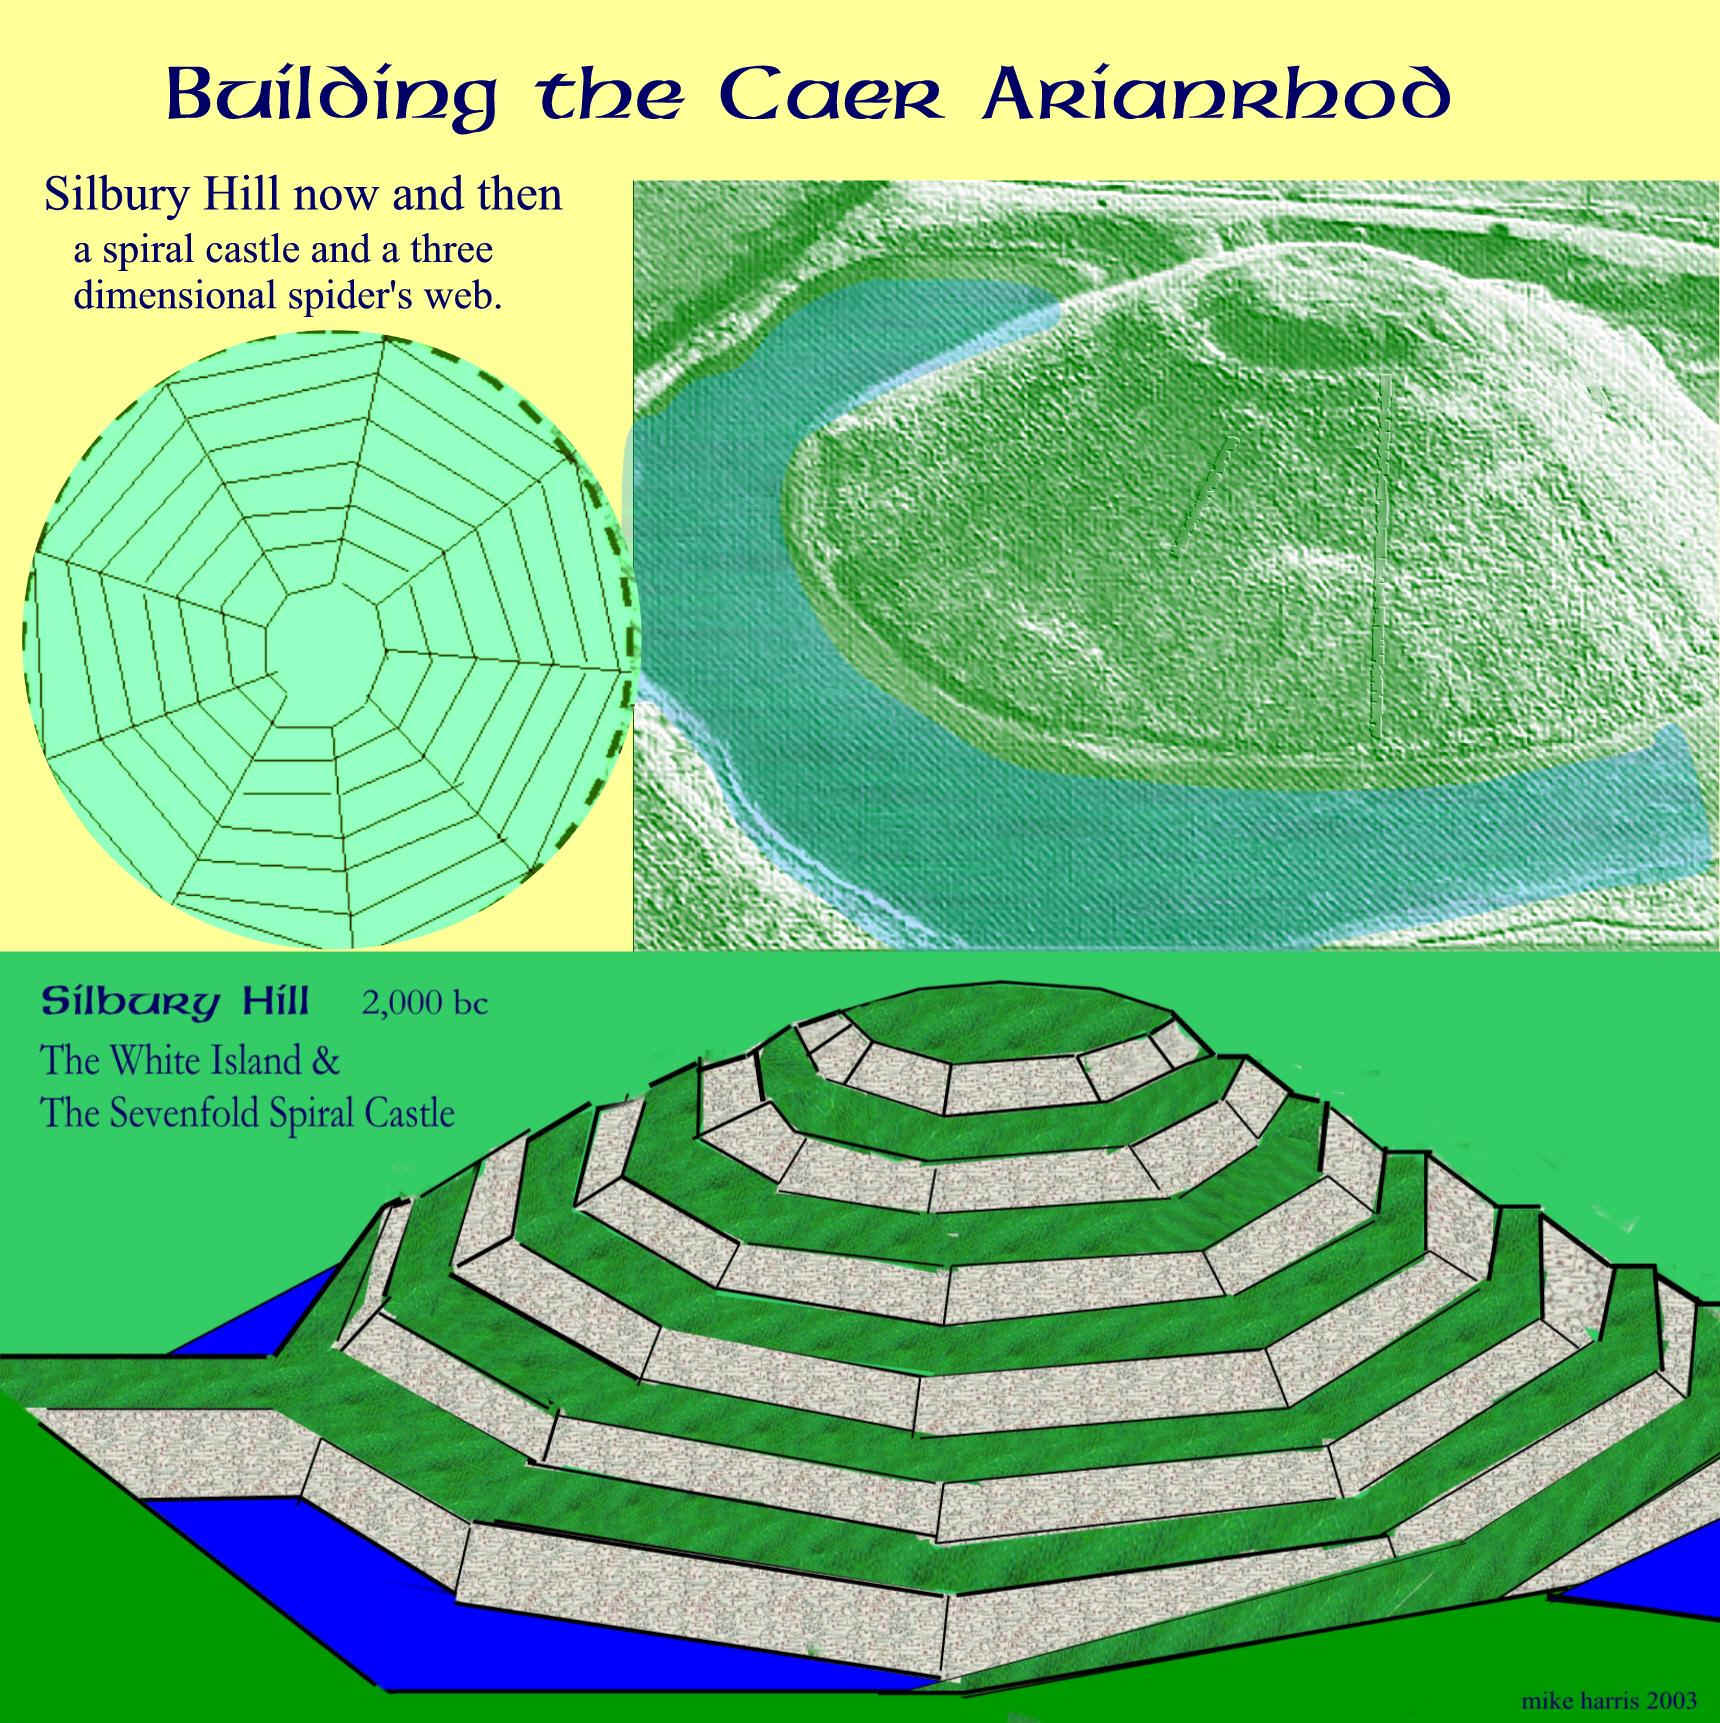 Building the Caer Arianrhod
Silbury Hill now and then
a spiral castle and a three
dimensional spider's web.
Silbury Hill 2,000 bc
The White Island &
The Sevenfold Spiral Castle
mike harris 2003